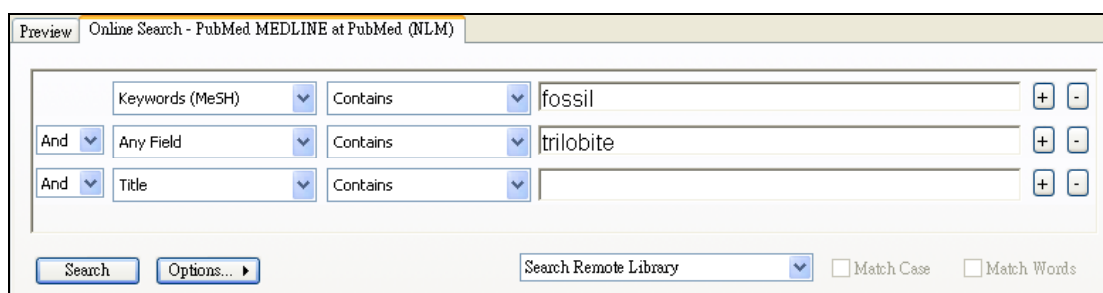 Preview Online Search - PubMed MEDLINE at PubMed (NLM)
Keywords (MeSH) Contains fossil + -
And Any Field Contains trilobite + -
And Title Contains + -
Search Options... Search Remote Library Match Case Match Words